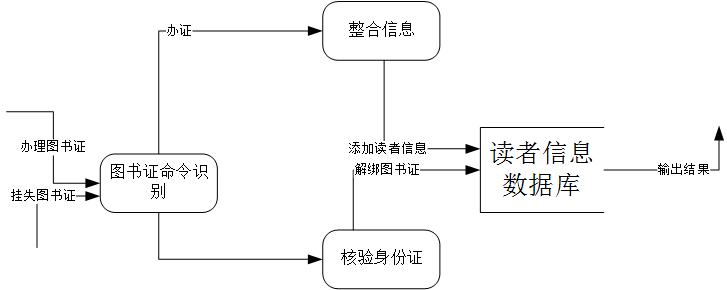 办证
整合信息
办理图书证
挂失图书证
图书证命令识
别
添加读者信息
解绑图书证
读者信息
数据库
输出结果
核验身份证